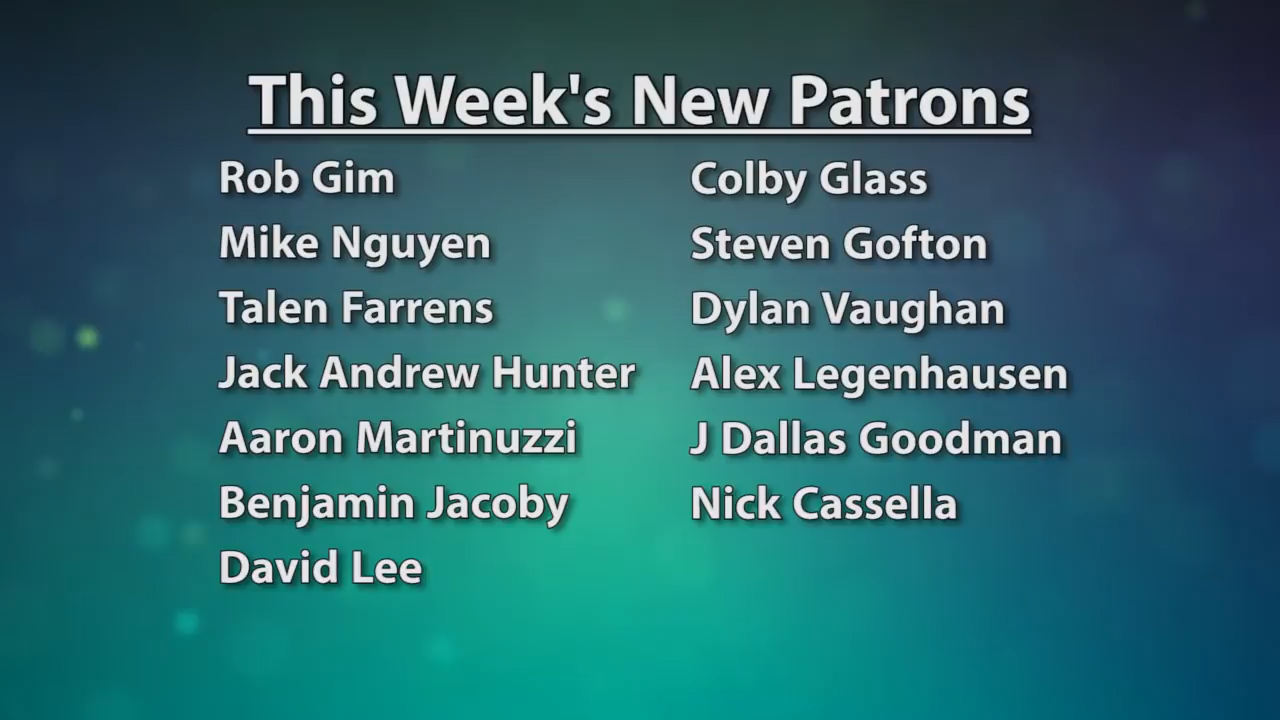 This Week's New Patrons
Rob Gim
Mike Nguyen
Talen Farrens
Jack Andrew Hunter
Aaron Martinuzzi
Benjamin Jacoby
David Lee
Colby Glass
Steven Gofton
Dylan Vaughan
Alex Legenhausen
J Dallas Goodman
Nick Cassella